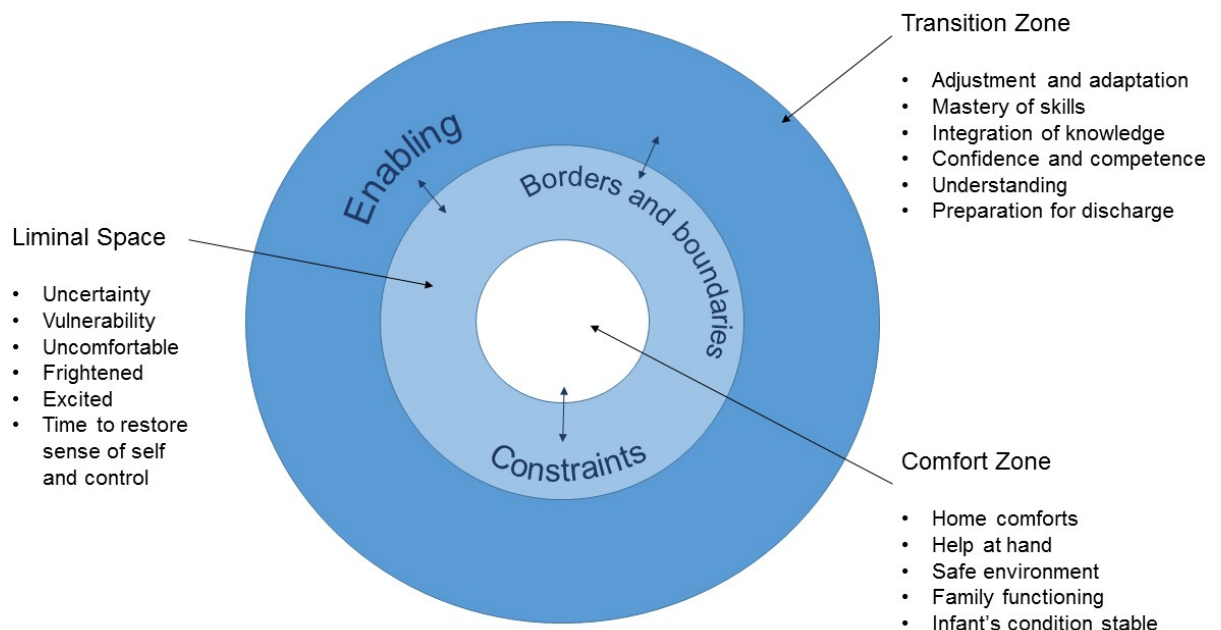 Transition Zone
• Adjustment and adaptation
• Mastery of skills
• Integration of knowledge
• Confidence and competence
• Understanding
• Preparation for discharge
Enabling
Borders and boundaries
Constraints
Liminal Space
• Uncertainty
• Vulnerability
• Uncomfortable
• Frightened
• Excited
• Time to restore
sense of self
and control
Comfort Zone
• Home comforts
• Help at hand
• Safe environment
• Family functioning
• Infant's condition stable